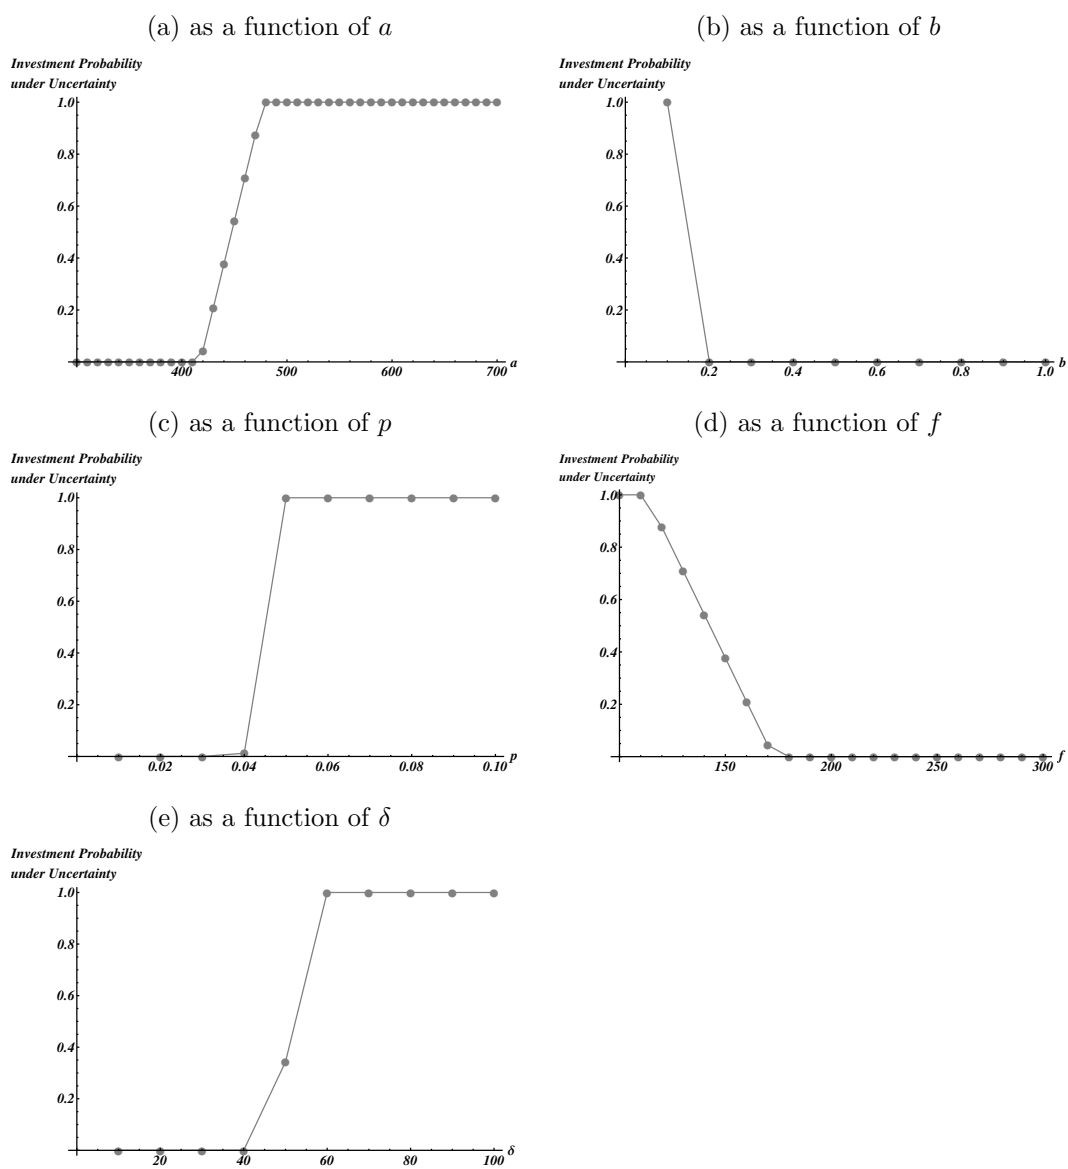 (a) as a function of a
Investment Probability
under Uncertainty
1.0
0.8
0.6
0.4
0.2
400 500 600 700 a
(b) as a function of b
Investment Probability
under Uncertainty
1.0
0.8
0.6
0.4
0.2
0.2 0.4 0.6 0.8 1.0 b
(c) as a function of p
Investment Probability
under Uncertainty
1.0
0.8
0.6
0.4
0.2
0.02 0.04 0.06 0.08 0.10 p
(d) as a function of f
Investment Probability
under Uncertainty
1.0
0.8
0.6
0.4
0.2
150 200 250 300 f
(e) as a function of δ
Investment Probability
under Uncertainty
1.0
0.8
0.6
0.4
0.2
20 40 60 80 100 δ